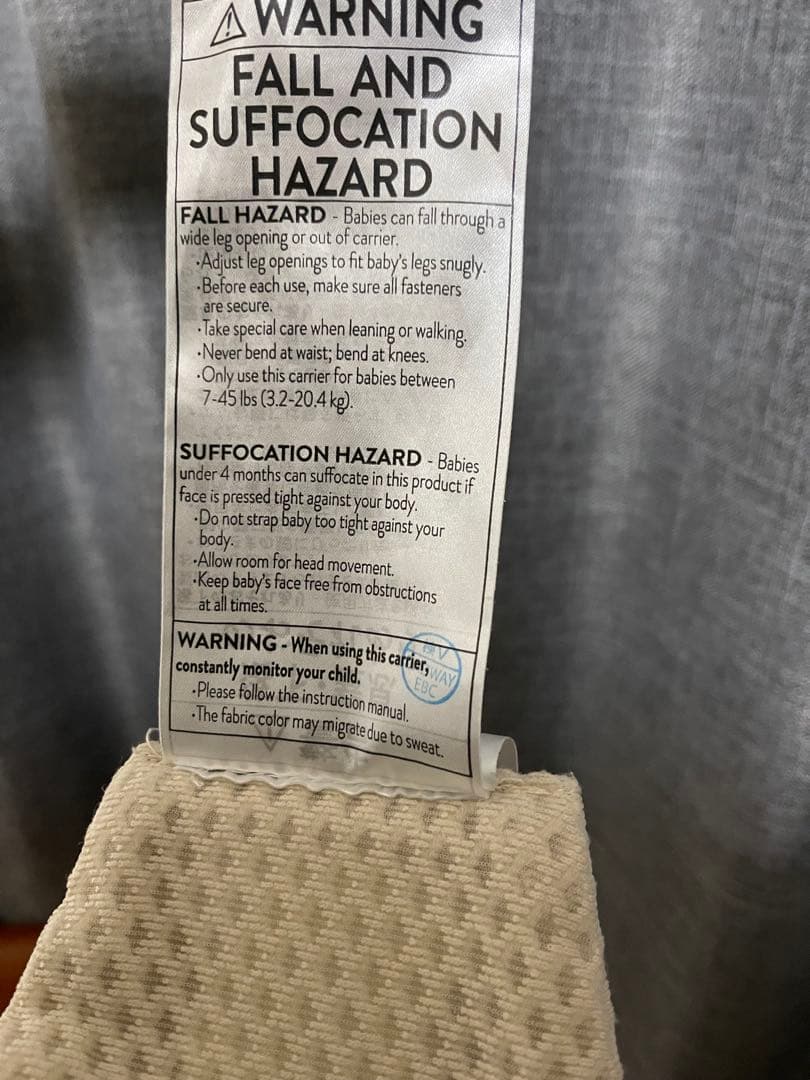 WARNING
FALL AND
SUFFOCATION
HAZARD
FALL HAZARD - Babies can fall through a
wide leg opening or out of carrier.
·Adjust leg openings to fit baby's legs snugly.
·Before each use, make sure all fasteners
are secure.
·Take special care when leaning or walking.
·Never bend at waist; bend at knees.
·Only use this carrier for babies between
7-45 lbs (3.2-20.4 kg).
SUFFOCATION HAZARD - Babies
under 4 months can suffocate in this product if
face is pressed tight against your body.
·Do not strap baby too tight against your
body.
·Allow room for head movement.
·Keep baby's face free from obstructions
at all times.
WARNING - When using this carrier,
constantly monitor your child.
·Please follow the instruction manual.
·The fabric color may migrate due to sweat.
WAY
EBC